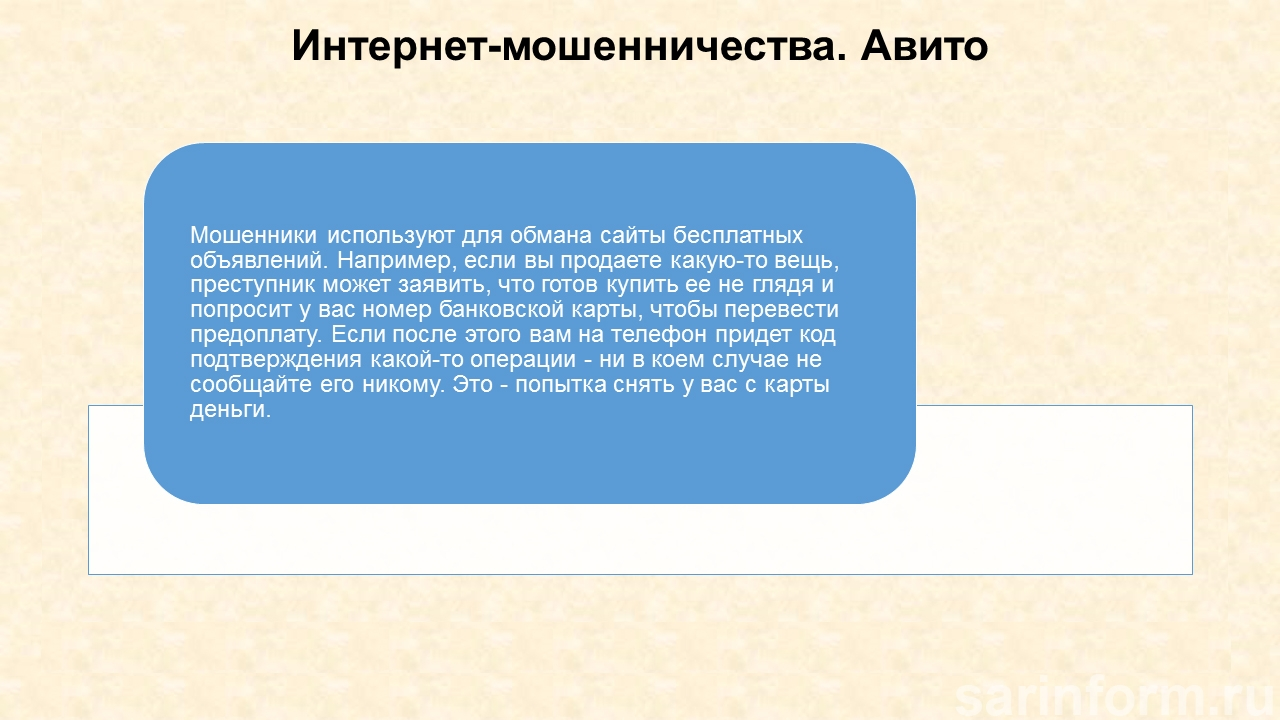 Интернет-мошенничества. Авито
Мошенники используют для обмана сайты бесплатных
объявлений. Например, если вы продаете какую-то вещь,
преступник может заявить, что готов купить ее не глядя и
попросит у вас номер банковской карты, чтобы перевести
предоплату. Если после этого вам на телефон придет код
подтверждения какой-то операции - ни в коем случае не
сообщайте его никому. Это - попытка снять у вас с карты
деньги.
sarinform.ru